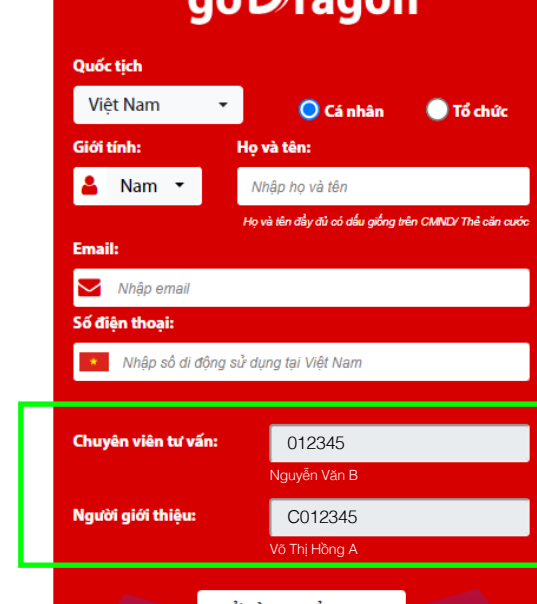 goDragon
Quốc tịch
Việt Nam
Cá nhân
Tổ chức
Giới tính:
Họ và tên:
Nam
Nhập họ và tên
Họ và tên đầy đủ có dấu giống trên CMND/ Thẻ căn cước
Email:
Nhập email
Số điện thoại:
Nhập số di động sử dụng tại Việt Nam
Chuyên viên tư vấn:
012345
Nguyễn Văn B
Người giới thiệu:
C012345
Võ Thị Hồng A